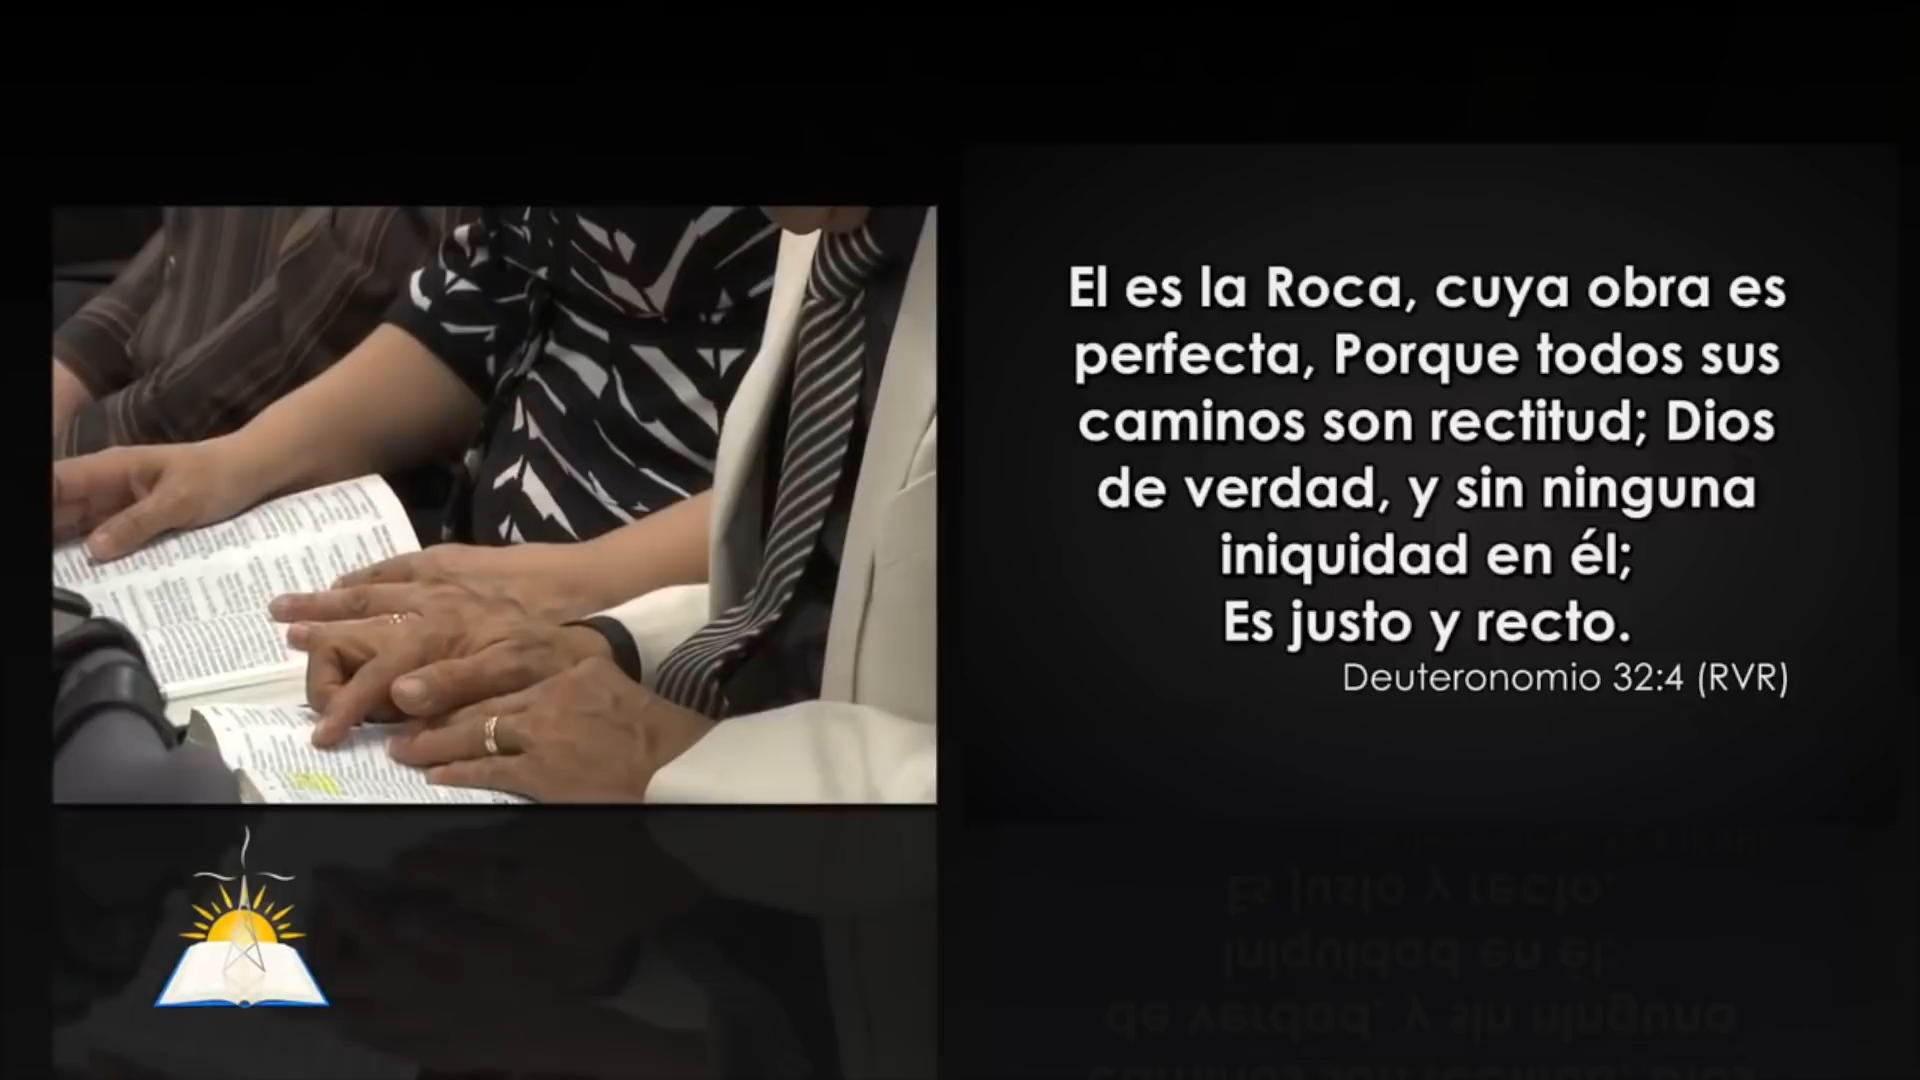 El es la Roca, cuya obra es
perfecta, Porque todos sus
caminos son rectitud; Dios
de verdad, y sin ninguna
iniquidad en él;
Es justo y recto.
Deuteronomio 32:4 (RVR)